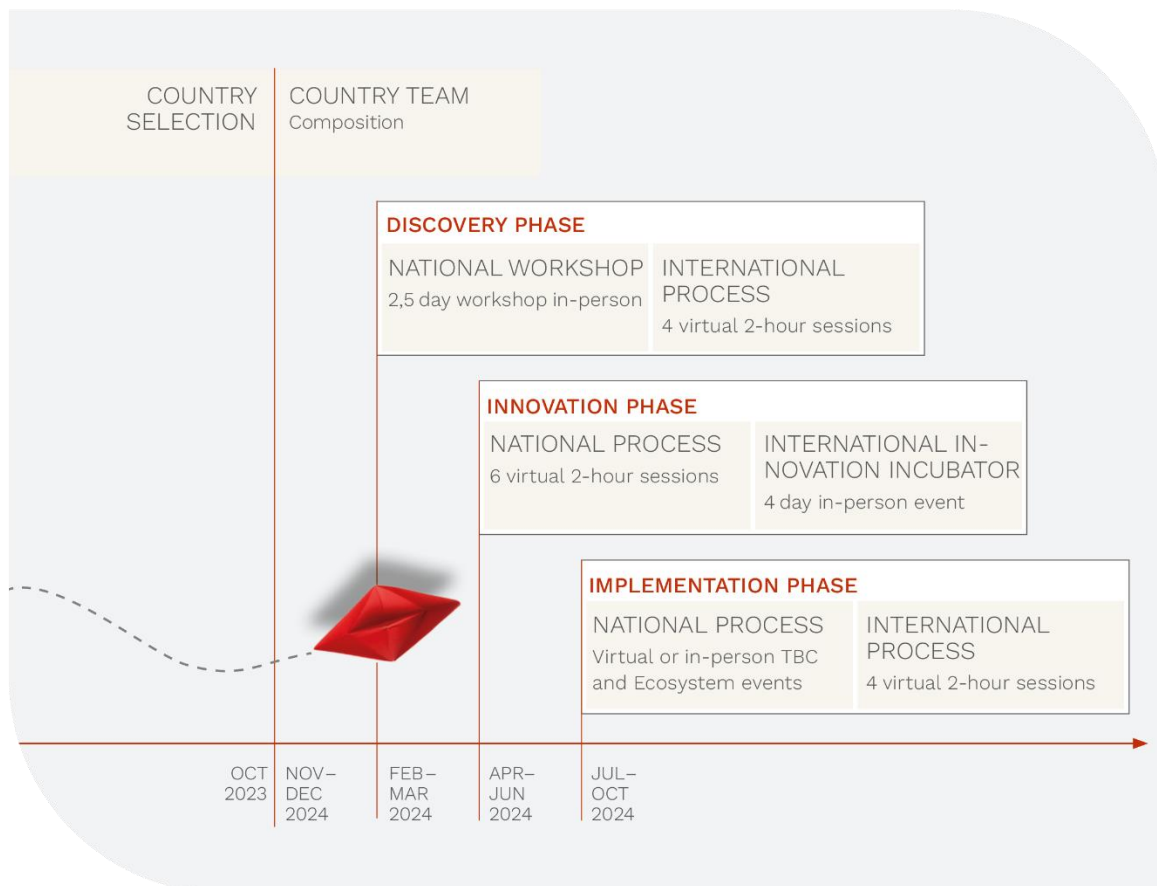 COUNTRY
SELECTION
COUNTRY TEAM
Composition
DISCOVERY PHASE
NATIONAL WORKSHOP
2,5 day workshop in-person
INTERNATIONAL
PROCESS
4 virtual 2-hour sessions
INNOVATION PHASE
NATIONAL PROCESS
6 virtual 2-hour sessions
INTERNATIONAL IN-
NOVATION INCUBATOR
4 day in-person event
IMPLEMENTATION PHASE
NATIONAL PROCESS
Virtual or in-person TBC
and Ecosystem events
INTERNATIONAL
PROCESS
4 virtual 2-hour sessions
OCT
2023
NOV–
DEC
2024
FEB–
MAR
2024
APR–
JUN
2024
JUL–
OCT
2024